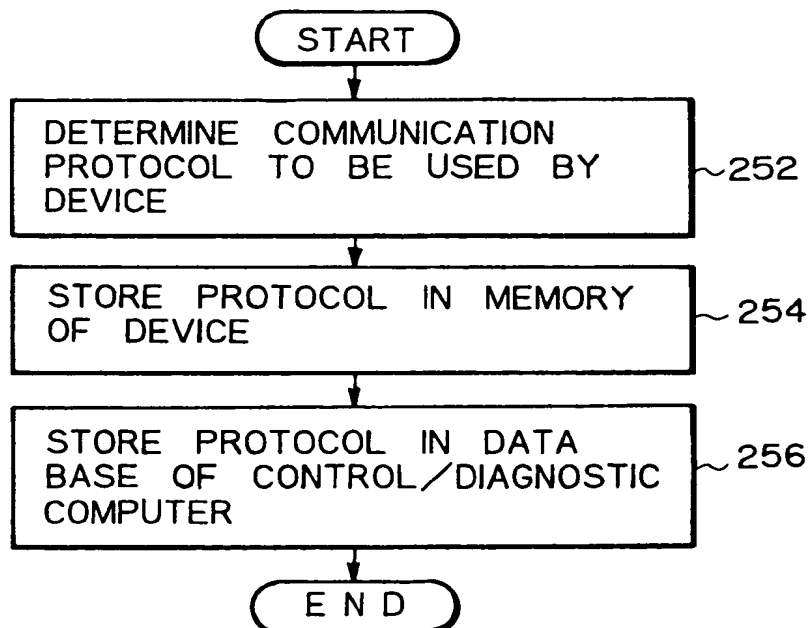 START
DETERMINE COMMUNICATION
PROTOCOL TO BE USED BY
DEVICE
252
STORE PROTOCOL IN MEMORY
OF DEVICE
254
STORE PROTOCOL IN DATA
BASE OF CONTROL/DIAGNOSTIC
COMPUTER
256
END